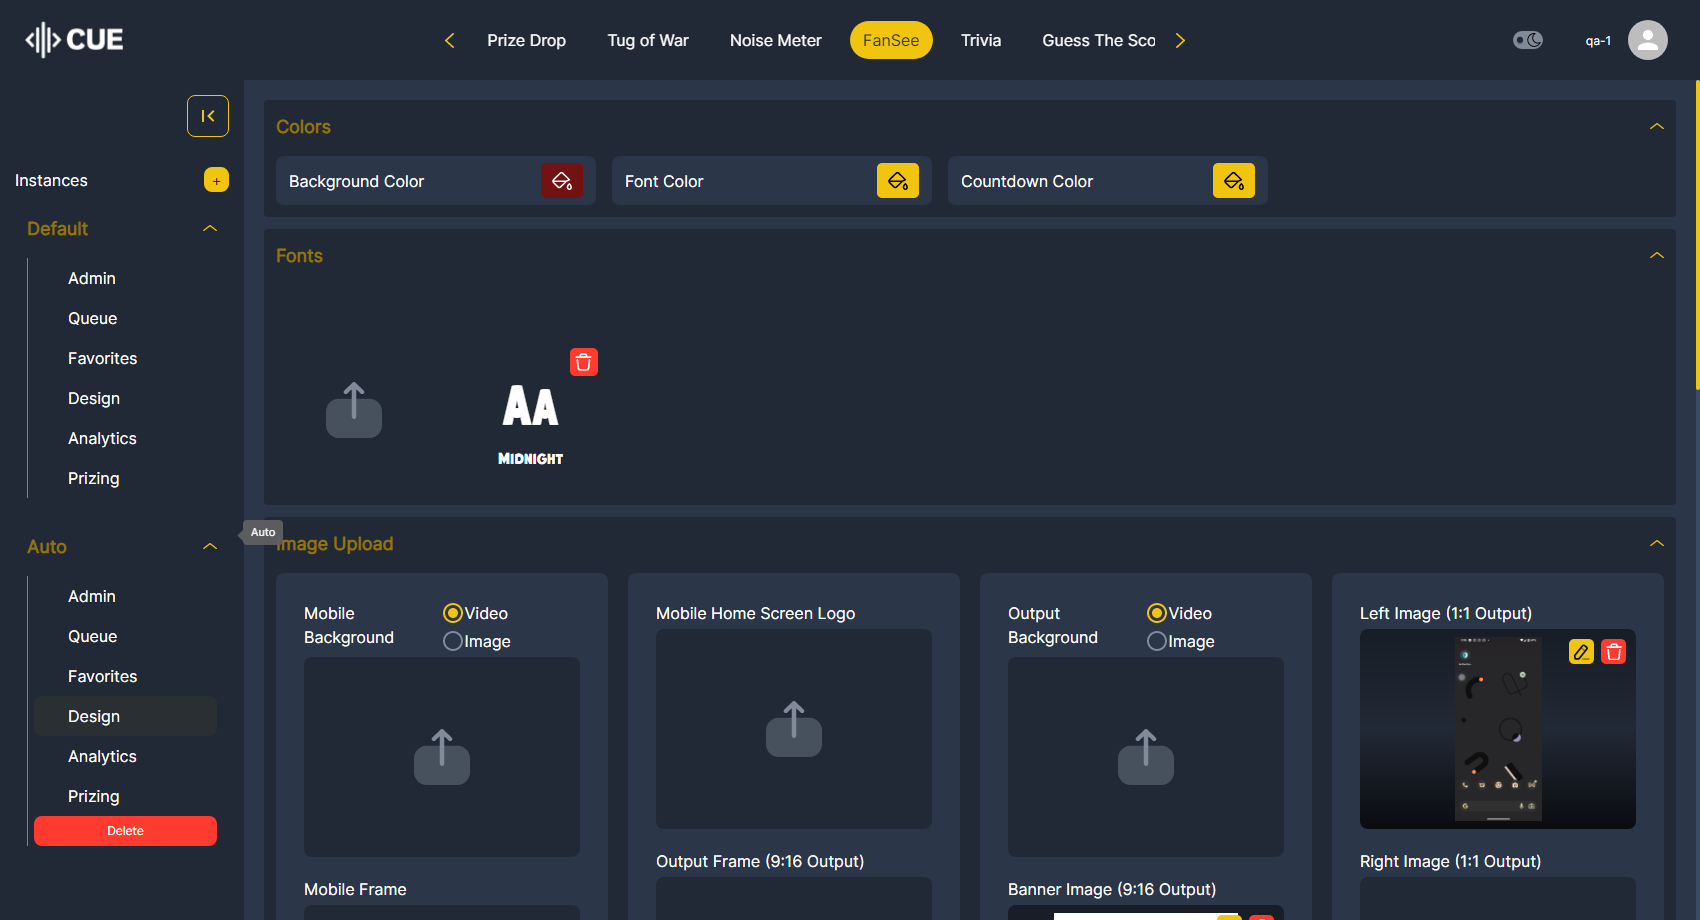 CUE
Prize Drop
Tug of War
Noise Meter
FanSee
Trivia
Guess The Sco
qa-1
Instances
+
Default
Admin
Queue
Favorites
Design
Analytics
Prizing
Auto
Admin
Queue
Favorites
Design
Analytics
Prizing
Delete
Auto
Colors
Background Color
Font Color
Countdown Color
Fonts
AA
MIDNIGHT
Image Upload
Mobile
Background
Video
Image
Mobile Frame
Mobile Home Screen Logo
Output Frame (9:16 Output)
Output
Background
Video
Image
Banner Image (9:16 Output)
Left Image (1:1 Output)
Right Image (1:1 Output)